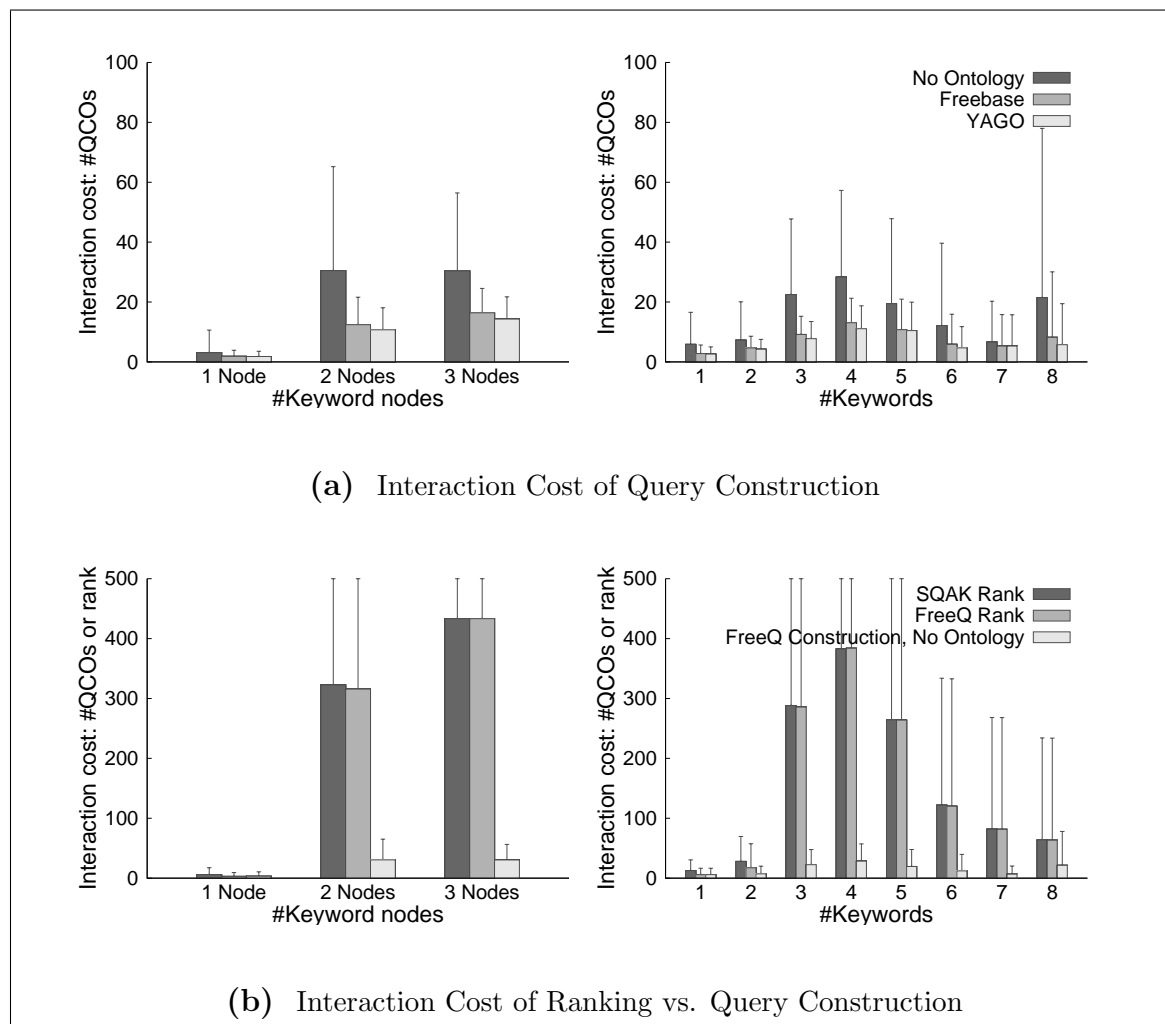 100
80
60
40
20
0
Interaction cost: #QCOs
1 Node 2 Nodes 3 Nodes
#Keyword nodes
100
80
60
40
20
0
Interaction cost: #QCOs
No Ontology
Freebase
YAGO
1 2 3 4 5 6 7 8
#Keywords
(a) Interaction Cost of Query Construction
500
400
300
200
100
0
Interaction cost: #QCOs or rank
1 Node 2 Nodes 3 Nodes
#Keyword nodes
500
400
300
200
100
0
Interaction cost: #QCOs or rank
SQAK Rank
FreeQ Rank
FreeQ Construction, No Ontology
1 2 3 4 5 6 7 8
#Keywords
(b) Interaction Cost of Ranking vs. Query Construction